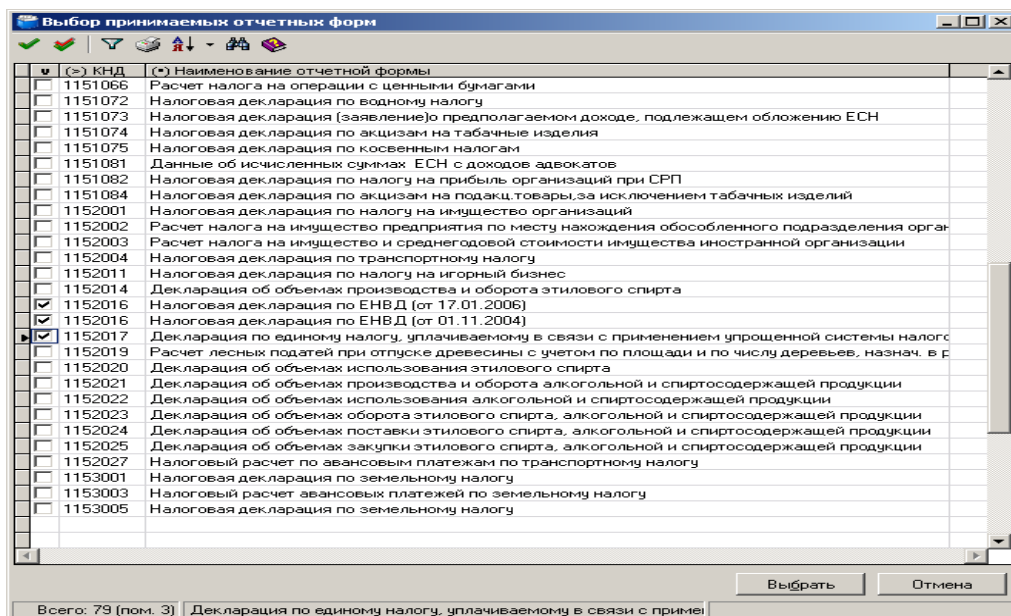 Выбор принимаемых отчетных форм
(>) КНД (•) Наименование отчетной формы
1151066 Расчет налога на операции с ценными бумагами
1151072 Налоговая декларация по водному налогу
1151073 Налоговая декларация (заявление)о предполагаемом доходе, подлежащем обложению ЕСН
1151074 Налоговая декларация по акцизам на табачные изделия
1151075 Налоговая декларация по косвенным налогам
1151081 Данные об исчисленных суммах ЕСН с доходов адвокатов
1151082 Налоговая декларация по налогу на прибыль организаций при СРП
1151084 Налоговая декларация по акцизам на подакц.товары,за исключением табачных изделий
1152001 Налоговая декларация по налогу на имущество организаций
1152002 Расчет налога на имущество предприятия по месту нахождения обособленного подразделения орган
1152003 Расчет налога на имущество и среднегодовой стоимости имущества иностранной организации
1152004 Налоговая декларация по транспортному налогу
1152011 Налоговая декларация по налогу на игорный бизнес
1152014 Декларация об объемах производства и оборота этилового спирта
1152016 Налоговая декларация по ЕНВД (от 17.01.2006)
1152016 Налоговая декларация по ЕНВД (от 01.11.2004)
1152017 Декларация по единому налогу, уплачиваемому в связи с применением упрощенной системы налого
1152019 Расчет лесных податей при отпуске древесины с учетом по площади и по числу деревьев, назнач. в р
1152020 Декларация об объемах использования этилового спирта
1152021 Декларация об объемах производства и оборота алкогольной и спиртосодержащей продукции
1152022 Декларация об объемах использования алкогольной и спиртосодержащей продукции
1152023 Декларация об объемах оборота этилового спирта, алкогольной и спиртосодержащей продукции
1152024 Декларация об объемах поставки этилового спирта, алкогольной и спиртосодержащей продукции
1152025 Декларация об объемах закупки этилового спирта, алкогольной и спиртосодержащей продукции
1152027 Налоговый расчет по авансовым платежам по транспортному налогу
1153001 Налоговая декларация по земельному налогу
1153003 Налоговый расчет авансовых платежей по земельному налогу
1153005 Налоговая декларация по земельному налогу
Выбрать Отмена
Всего: 79 (пом. 3) Декларация по единому налогу, уплачиваемому в связи с приме